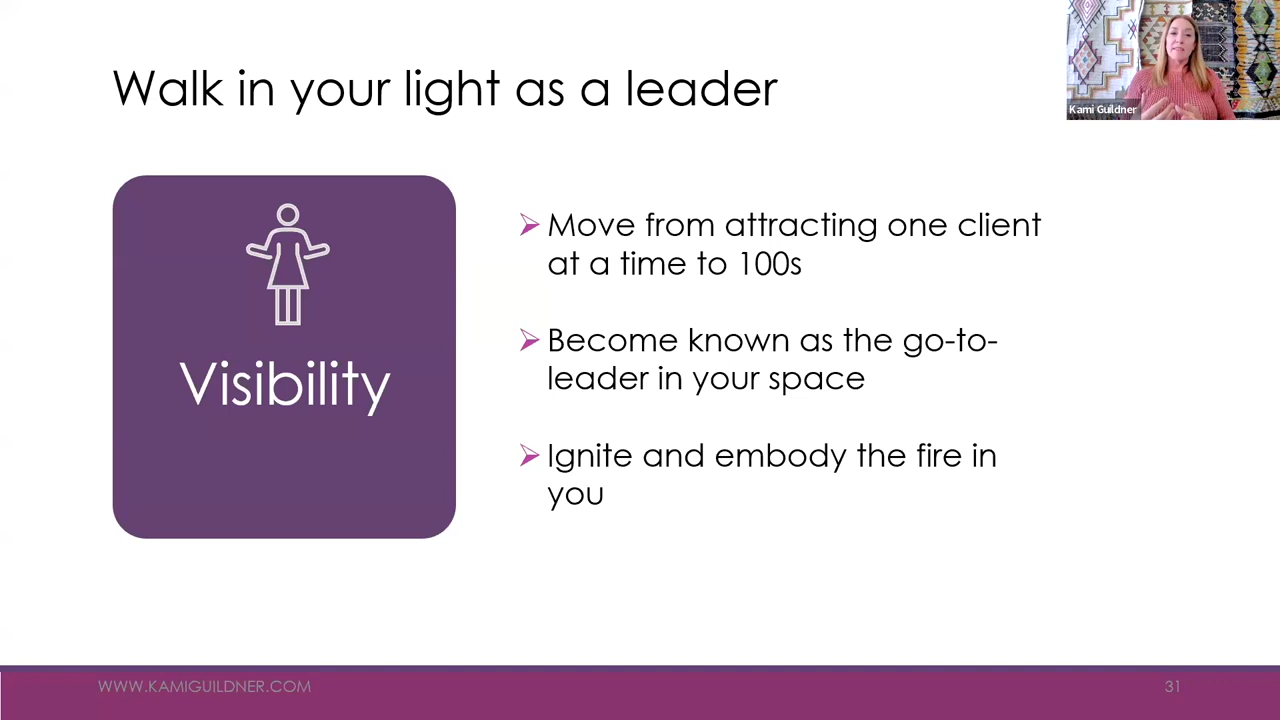 Walk in your light as a leader
Kami Guildner
Visibility
Move from attracting one client
at a time to 100s
Become known as the go-to-
leader in your space
Ignite and embody the fire in
you
WWW.KAMIGUILDNER.COM
31